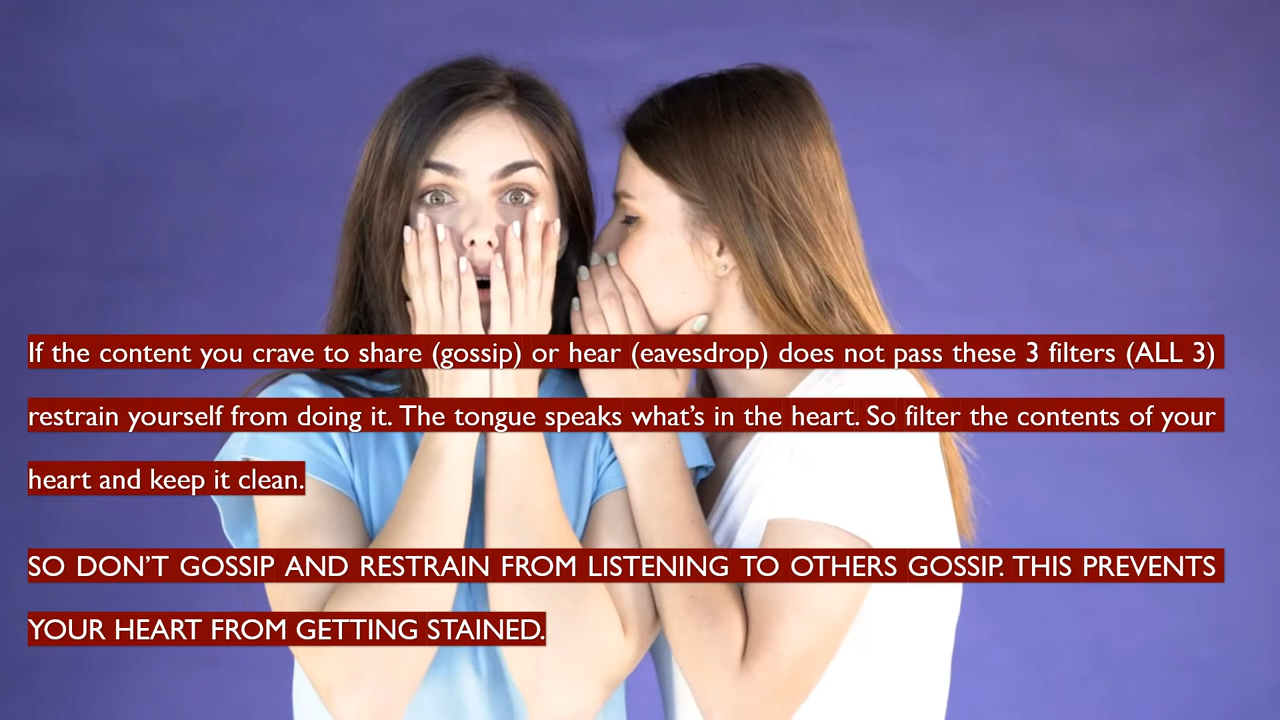 If the content you crave to share (gossip) or hear (eavesdrop) does not pass these 3 filters (ALL 3)
restrain yourself from doing it. The tongue speaks what’s in the heart. So filter the contents of your
heart and keep it clean.
SO DON’T GOSSIP AND RESTRAIN FROM LISTENING TO OTHERS GOSSIP. THIS PREVENTS
YOUR HEART FROM GETTING STAINED.